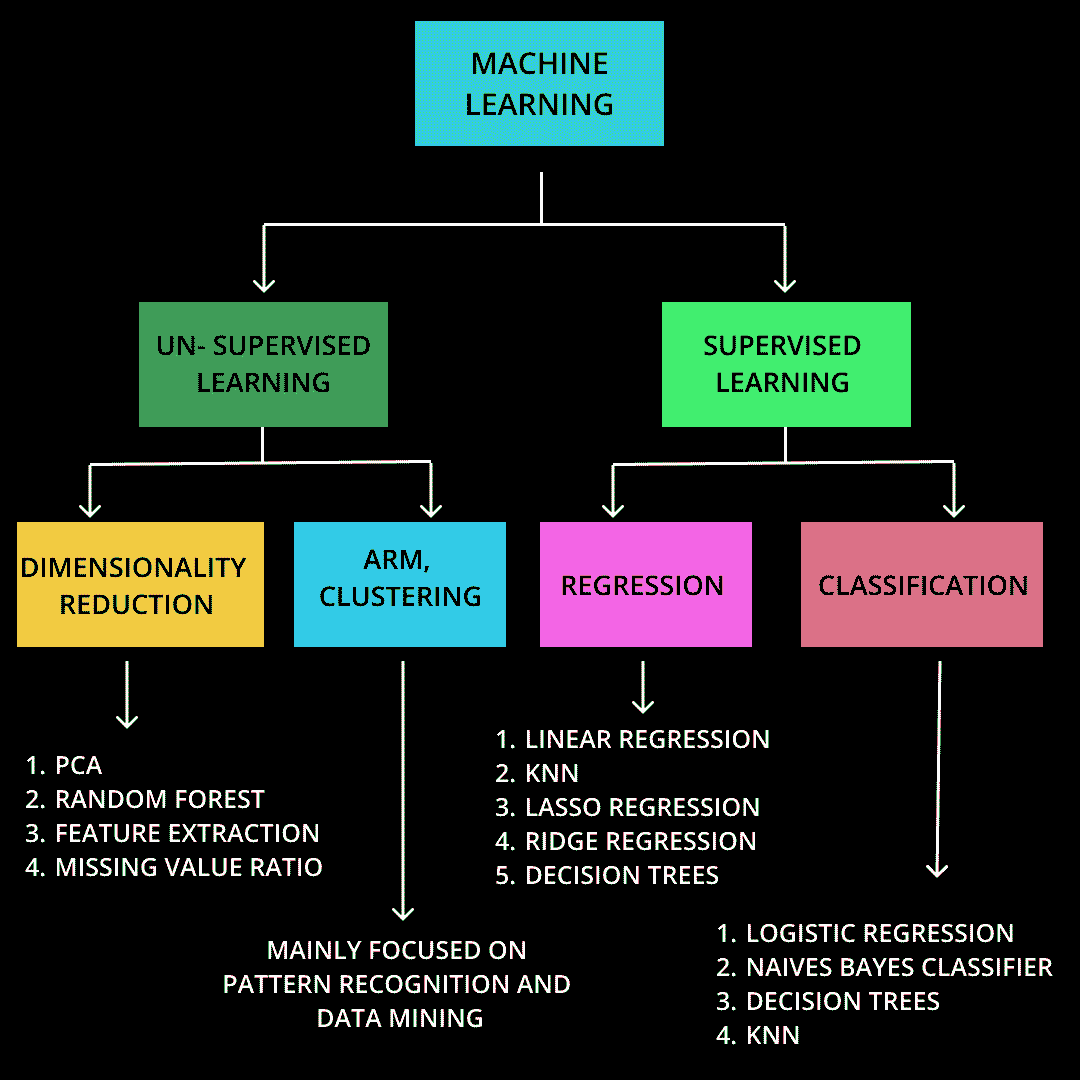 MACHINE
LEARNING
UN- SUPERVISED
LEARNING
SUPERVISED
LEARNING
DIMENSIONALITY
REDUCTION
ARM,
CLUSTERING
REGRESSION
CLASSIFICATION
1. PCA
2. RANDOM FOREST
3. FEATURE EXTRACTION
4. MISSING VALUE RATIO
MAINLY FOCUSED ON
PATTERN RECOGNITION AND
DATA MINING
1. LINEAR REGRESSION
2. KNN
3. LASSO REGRESSION
4. RIDGE REGRESSION
5. DECISION TREES
1. LOGISTIC REGRESSION
2. NAIVES BAYES CLASSIFIER
3. DECISION TREES
4. KNN